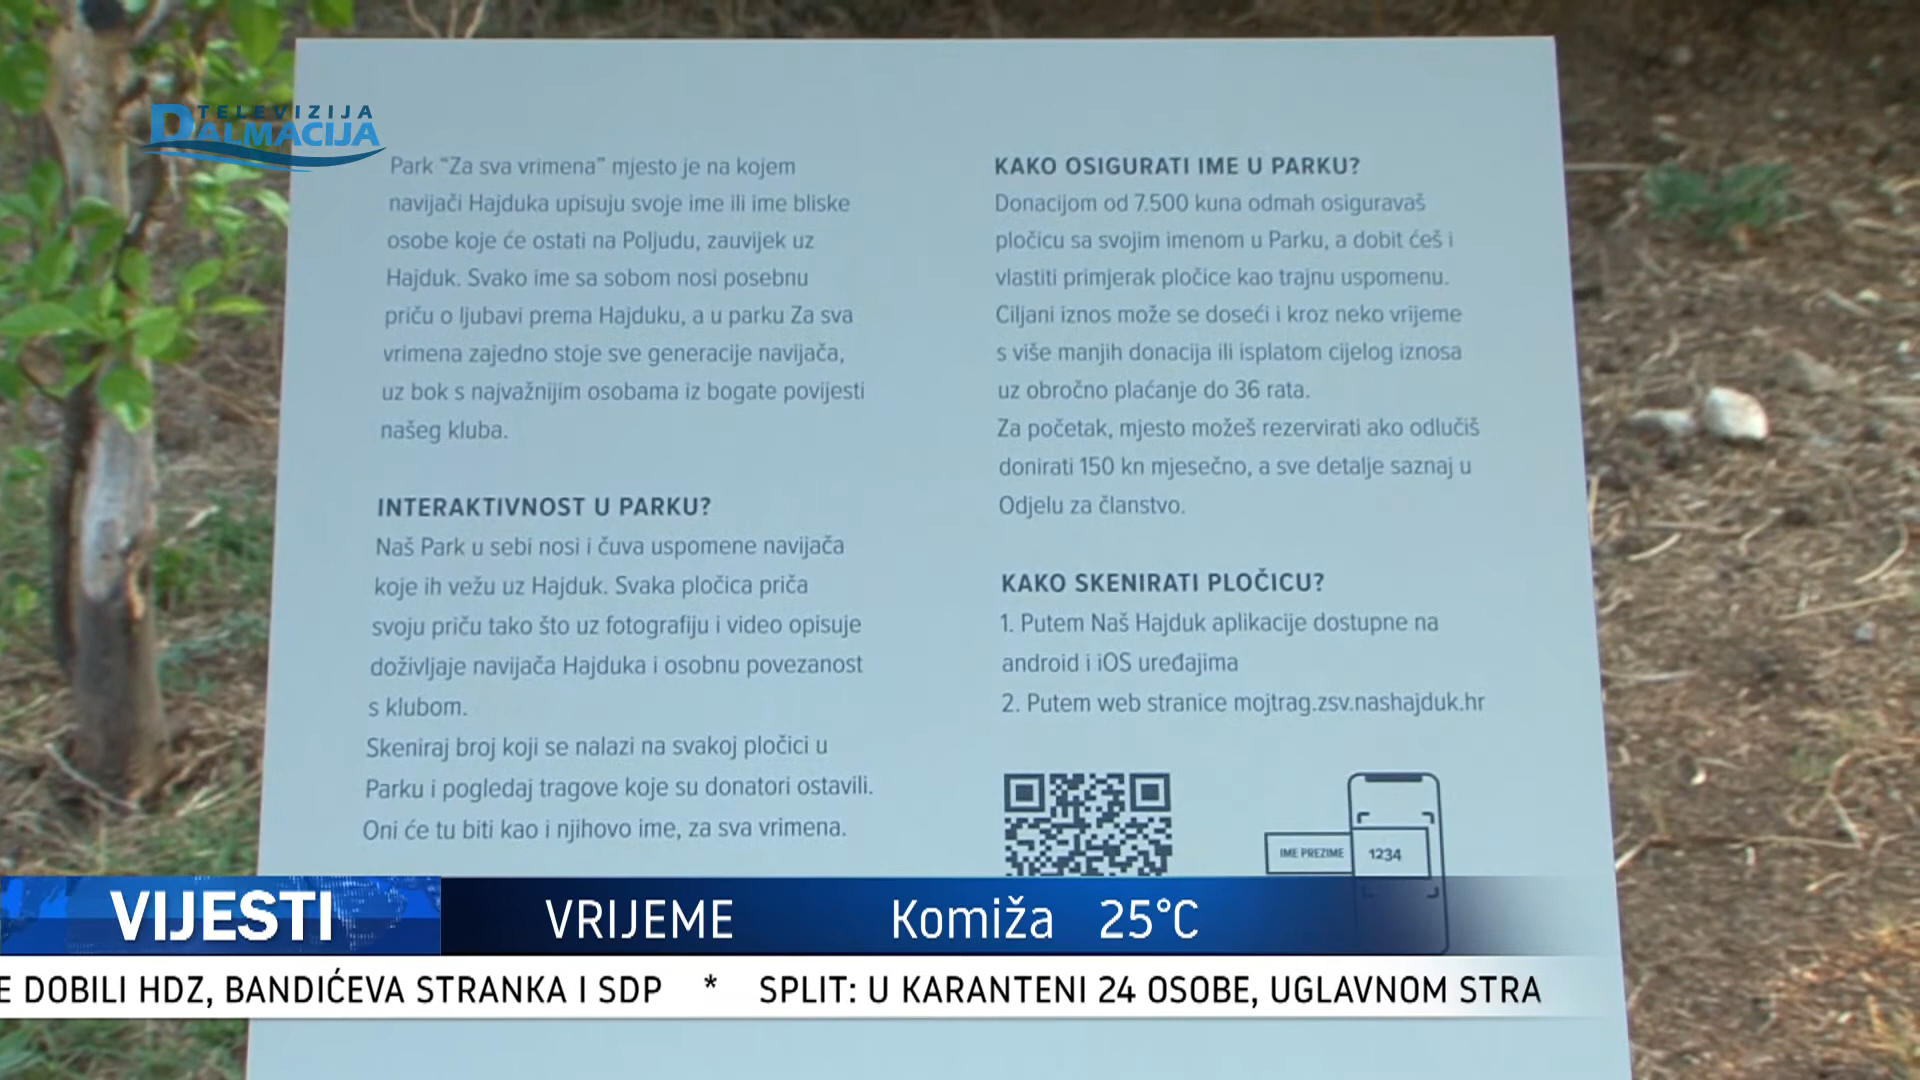 TELEVIZIJA
DALMACIJA
Park “Za sva vrimena” mjesto je na kojem
navijači Hajduka upisuju svoje ime ili ime bliske
osobe koje će ostati na Poljudu, zauvijek uz
Hajduk. Svako ime sa sobom nosi posebnu
priču o ljubavi prema Hajduku, a u parku Za sva
vrimena zajedno stoje sve generacije navijača,
uz bok s najvažnijim osobama iz bogate povijesti
našeg kluba.
INTERAKTIVNOST U PARKU?
Naš Park u sebi nosi i čuva uspomene navijača
koje ih vežu uz Hajduk. Svaka pločica priča
svoju priču tako što uz fotografiju i video opisuje
doživljaje navijača Hajduka i osobnu povezanost
s klubom.
Skeniraj broj koji se nalazi na svakoj pločici u
Parku i pogledaj tragove koje su donatori ostavili.
Oni će tu biti kao i njihovo ime, za sva vrimena.
KAKO OSIGURATI IME U PARKU?
Donacijom od 7.500 kuna odmah osiguravaš
pločicu sa svojim imenom u Parku, a dobit ćeš i
vlastiti primjerak pločice kao trajnu uspomenu.
Ciljani iznos može se doseći i kroz neko vrijeme
s više manjih donacija ili isplatom cijelog iznosa
uz obročno plaćanje do 36 rata.
Za početak, mjesto možeš rezervirati ako odlučiš
donirati 150 kn mjesečno, a sve detalje saznaj u
Odjelu za članstvo.
KAKO SKENIRATI PLOČICU?
1. Putem Naš Hajduk aplikacije dostupne na
android i iOS uređajima
2. Putem web stranice mojtrag.zsv.nashajduk.hr
IME PREZIME 1234
VIJESTI VRIJEME Komiža 25°C
E DOBILI HDZ, BANDIĆEVA STRANKA I SDP * SPLIT: U KARANTENI 24 OSOBE, UGLAVNOM STRA